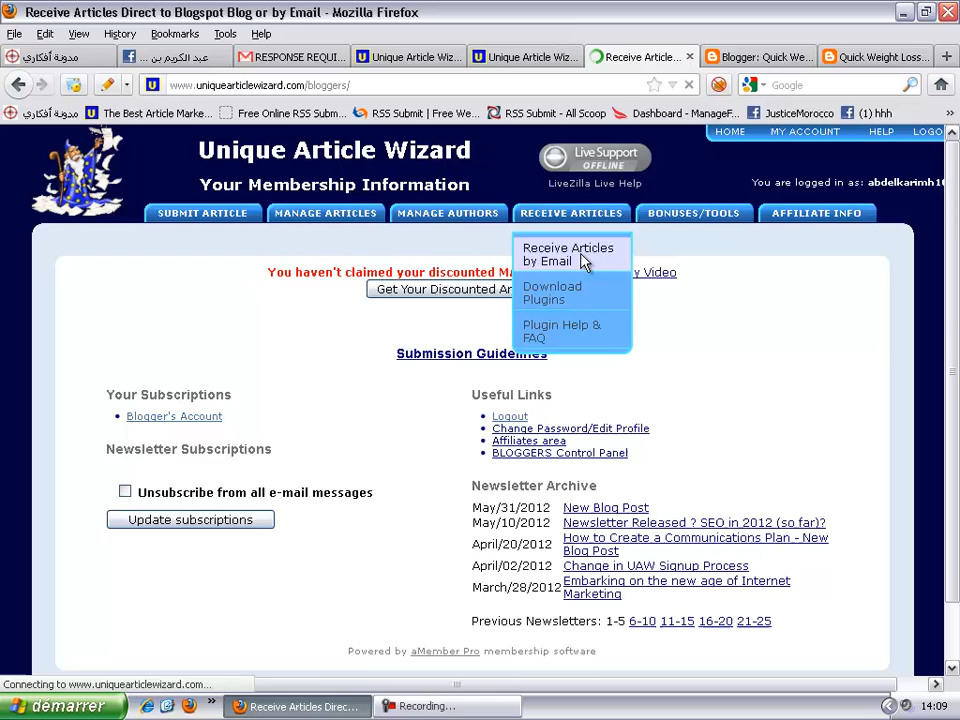 Receive Articles Direct to Blogspot Blog or by Email - Mozilla Firefox
File Edit View History Bookmarks Tools Help
مدونة أفكاري
عبد الكريم بن ...
RESPONSE REQUI...
Unique Article Wiz...
Unique Article Wiz...
Receive Article...
Blogger: Quick We...
Quick Weight Loss...
www.uniquearticlewizard.com/bloggers/
Google
مدونة أفكاري
The Best Article Marke...
Free Online RSS Subm...
RSS Submit | Free We...
RSS Submit - All Scoop
Dashboard - ManageF...
JusticeMorocco
(1) hhh
HOME MY ACCOUNT HELP LOGO
Unique Article Wizard
Your Membership Information
Live Support
OFFLINE
LiveZilla Live Help
You are logged in as: abdelkarimh10
SUBMIT ARTICLE MANAGE ARTICLES MANAGE AUTHORS RECEIVE ARTICLES BONUSES/TOOLS AFFILIATE INFO
Receive Articles
by Email
Download
Plugins
Plugin Help &
FAQ
You haven't claimed your discounted M
y Video
Get Your Discounted Ar
Submission Guidelines
Your Subscriptions
Blogger's Account
Newsletter Subscriptions
Unsubscribe from all e-mail messages
Update subscriptions
Useful Links
Logout
Change Password/Edit Profile
Affiliates area
BLOGGERS Control Panel
Newsletter Archive
May/31/2012 New Blog Post
May/10/2012 Newsletter Released ? SEO in 2012 (so far)?
April/20/2012 How to Create a Communications Plan - New
Blog Post
April/02/2012 Change in UAW Signup Process
March/28/2012 Embarking on the new age of Internet
Marketing
Previous Newsletters: 1-5 6-10 11-15 16-20 21-25
Powered by aMember Pro membership software
Connecting to www.uniquearticlewizard.com...
démarrer
Receive Articles Direc...
Recording...
14:09